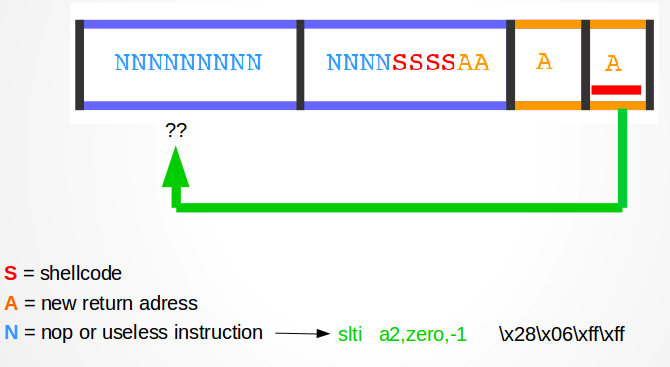 NNNNNNNNN NNNNSSSSAA A A
??
S = shellcode
A = new return adress
N = nop or useless instruction slti a2,zero,-1 \x28\x06\xff\xff